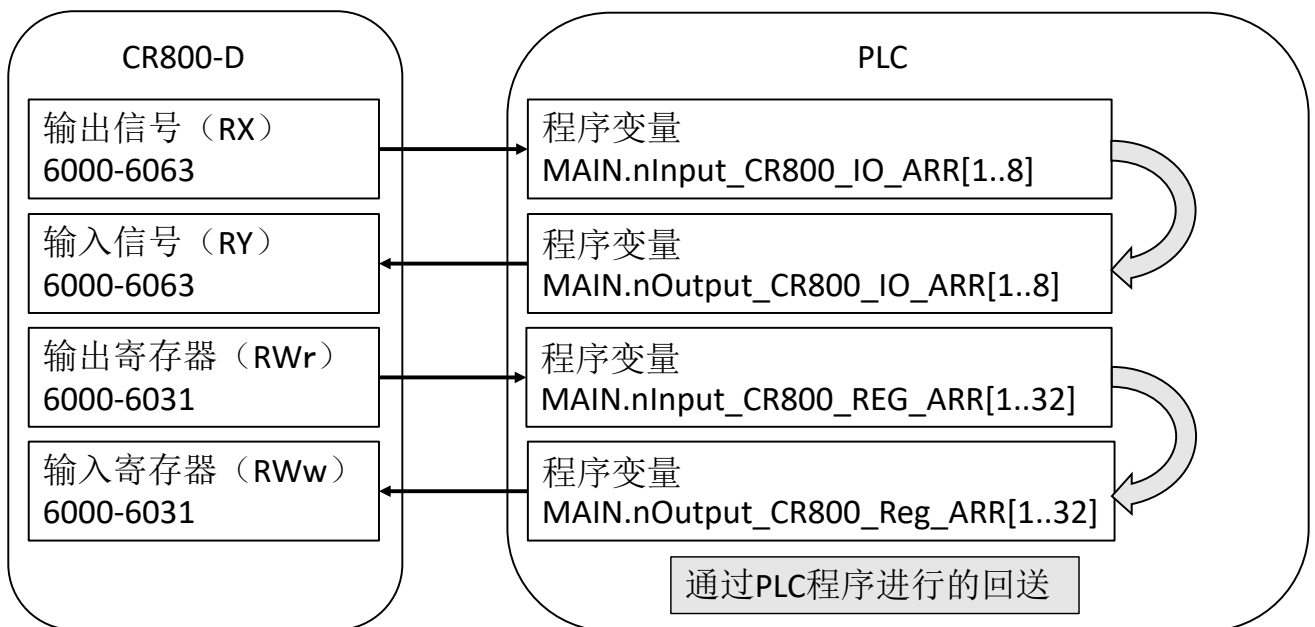 CR800-D
输出信号（RX）
6000-6063
输入信号（RY）
6000-6063
输出寄存器（RWr）
6000-6031
输入寄存器（RWw）
6000-6031
PLC
程序变量
MAIN.nInput_CR800_IO_ARR[1..8]
程序变量
MAIN.nOutput_CR800_IO_ARR[1..8]
程序变量
MAIN.nInput_CR800_REG_ARR[1..32]
程序变量
MAIN.nOutput_CR800_Reg_ARR[1..32]
通过PLC程序进行的回送